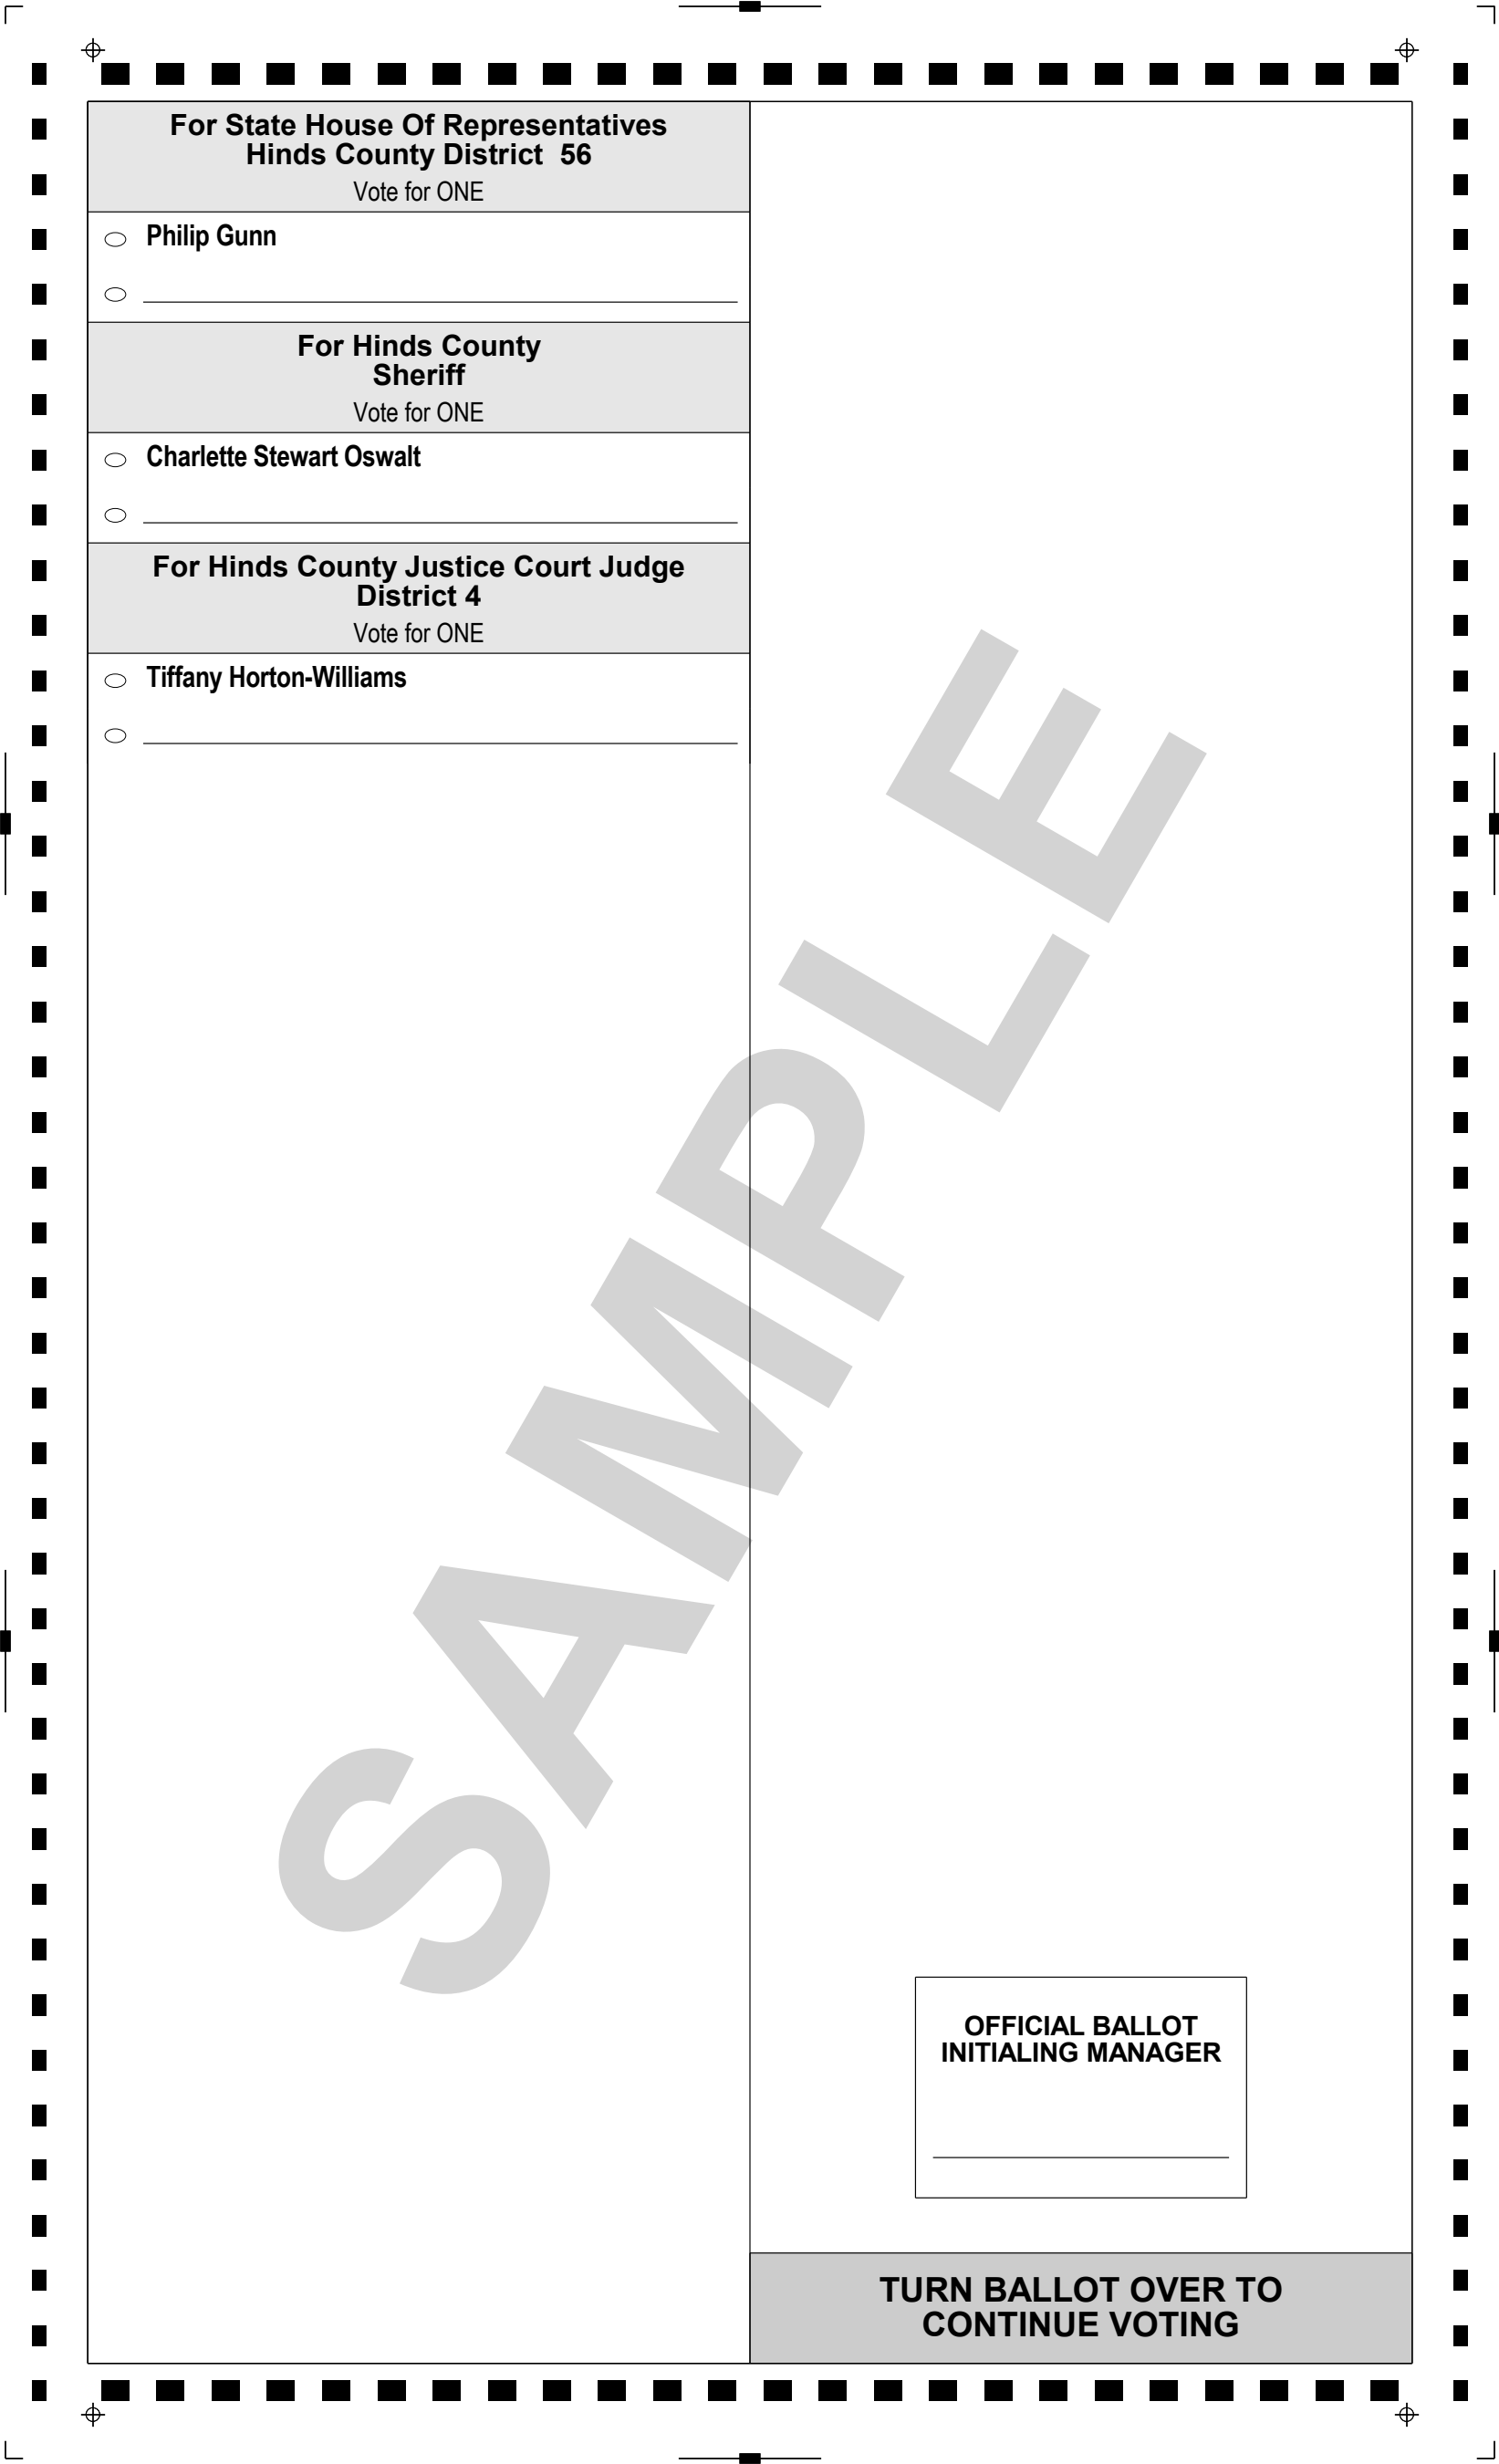 For State House Of Representatives
Hinds County District  56
Vote for ONE
Philip Gunn
For Hinds County
Sheriff
Vote for ONE
Charlette Stewart Oswalt
For Hinds County Justice Court Judge
District 4
Vote for ONE
Tiffany Horton-Williams
SAMPLE
OFFICIAL BALLOT
INITIALING MANAGER
TURN BALLOT OVER TO
CONTINUE VOTING